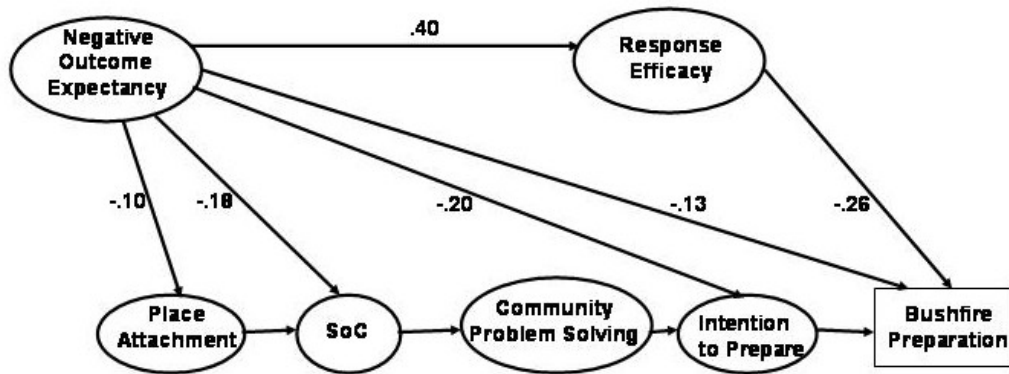 Negative
Outcome
Expectancy
.40
Response
Efficacy
-.10
-.18
-.20
-.13
-.26
Place
Attachment
SoC
Community
Problem Solving
Intention
to Prepare
Bushfire
Preparation